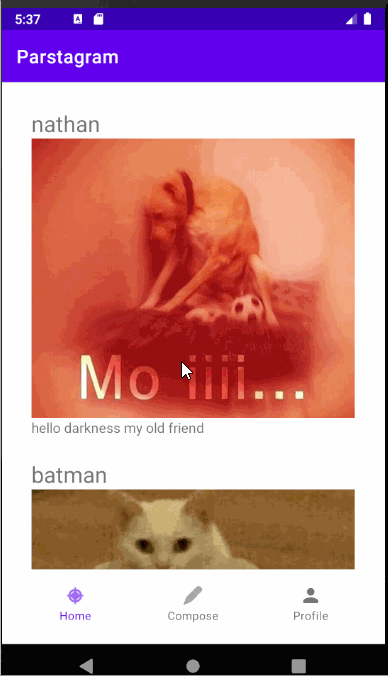 5:37
Parstagram
nathan
Mo iiii...
hello darkness my old friend
batman
Home
Compose
Profile